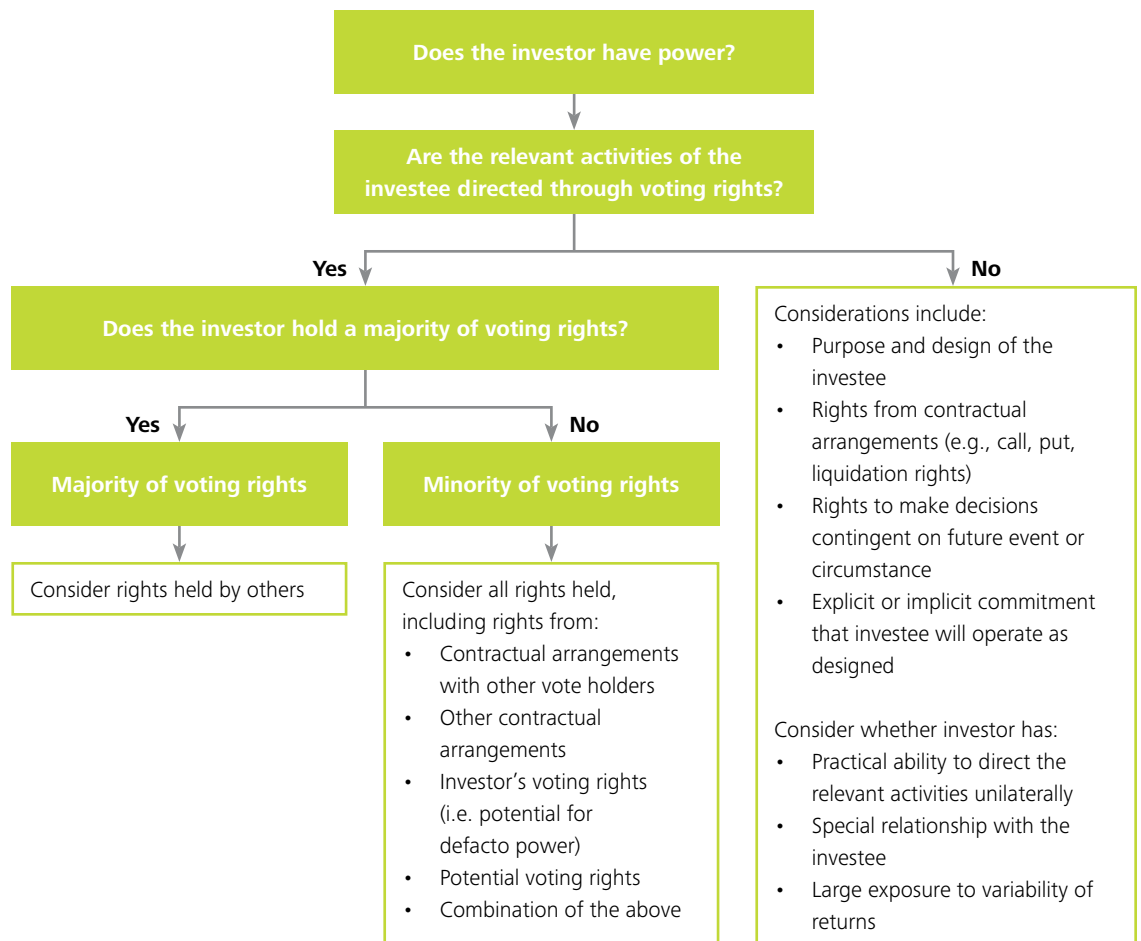 Does the investor have power?
Are the relevant activities of the
investee directed through voting rights?
Yes
No
Does the investor hold a majority of voting rights?
Yes
No
Majority of voting rights
Minority of voting rights
Consider rights held by others
Consider all rights held,
including rights from:
• Contractual arrangements
with other vote holders
• Other contractual
arrangements
• Investor's voting rights
(i.e. potential for
defacto power)
• Potential voting rights
• Combination of the above
Considerations include:
• Purpose and design of the
investee
• Rights from contractual
arrangements (e.g., call, put,
liquidation rights)
• Rights to make decisions
contingent on future event or
circumstance
• Explicit or implicit commitment
that investee will operate as
designed
Consider whether investor has:
• Practical ability to direct the
relevant activities unilaterally
• Special relationship with the
investee
• Large exposure to variability of
returns